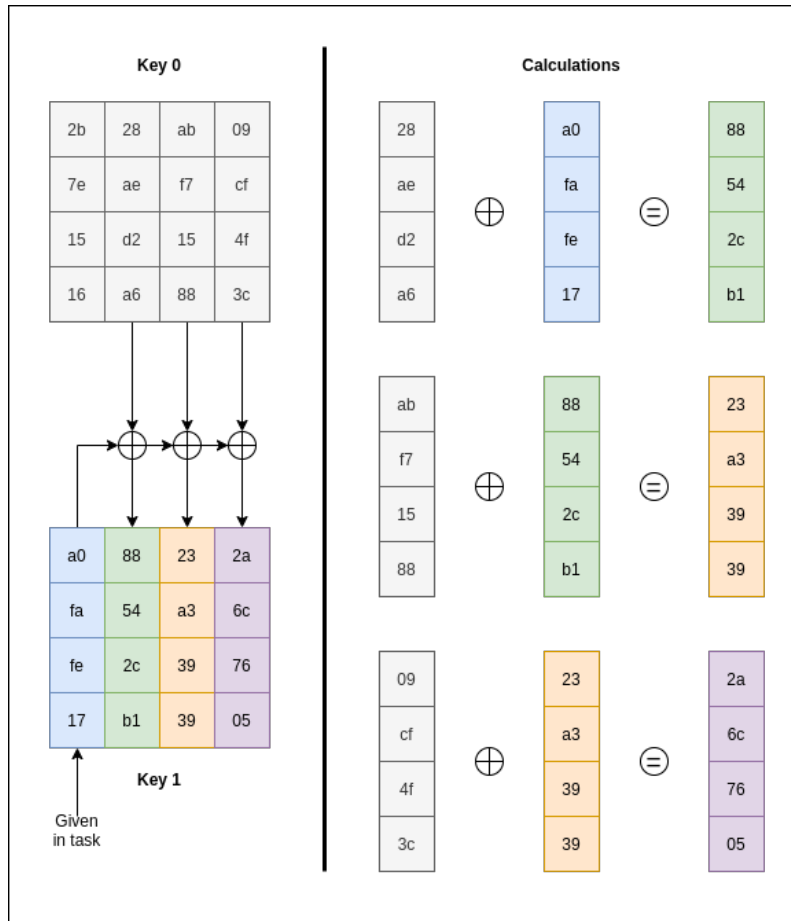 Key 0
2b 28 ab 09
7e ae f7 cf
15 d2 15 4f
16 a6 88 3c
a0 88 23 2a
fa 54 a3 6c
fe 2c 39 76
17 b1 39 05
Key 1
Given
in task
Calculations
28 a0 88
ae fa 54
⊕ =
d2 fe 2c
a6 17 b1
ab 88 23
f7 54 a3
⊕ =
15 2c 39
88 b1 39
09 23 2a
cf a3 6c
⊕ =
4f 39 76
3c 39 05